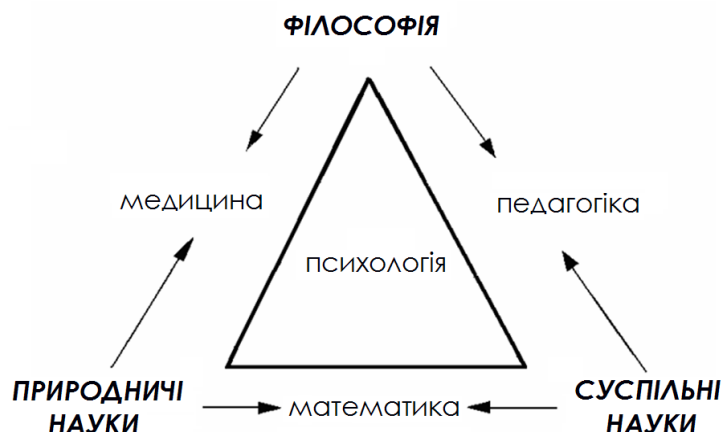 ФІЛОСОФІЯ
медицина
педагогіка
психологія
ПРИРОДНИЧІ
НАУКИ
математика
СУСПІЛЬНІ
НАУКИ